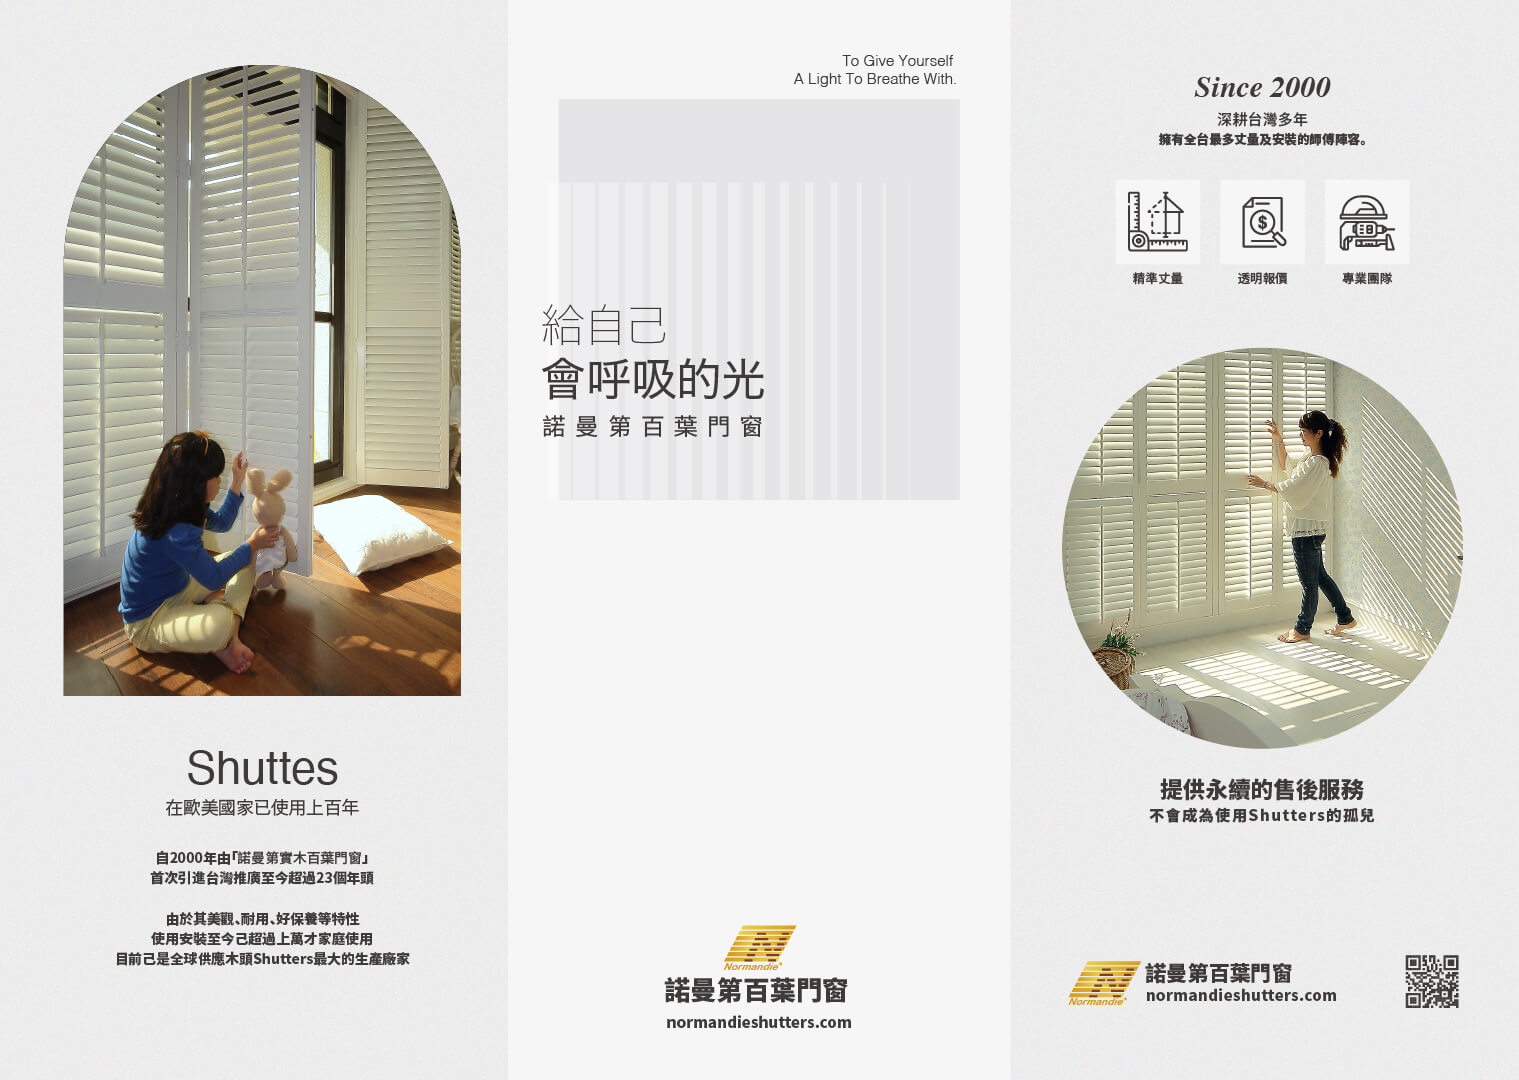 Shuttes
在歐美國家已使用上百年
自2000年由「諾曼第實木百葉門窗」
首次引進台灣推廣至今超過23個年頭
由於其美觀、耐用、好保養等特性
使用安裝至今己超過上萬才家庭使用
目前己是全球供應木頭Shutters最大的生產廠家
To Give Yourself
A Light To Breathe With.
給自己
會呼吸的光
諾曼第百葉門窗
Normandie®
諾曼第百葉門窗
normandieshutters.com
Since 2000
深耕台灣多年
擁有全台最多丈量及安裝的師傅陣容。
精準丈量
透明報價
專業團隊
提供永續的售後服務
不會成為使用Shutters的孤兒
Normandie®
諾曼第百葉門窗
normandieshutters.com